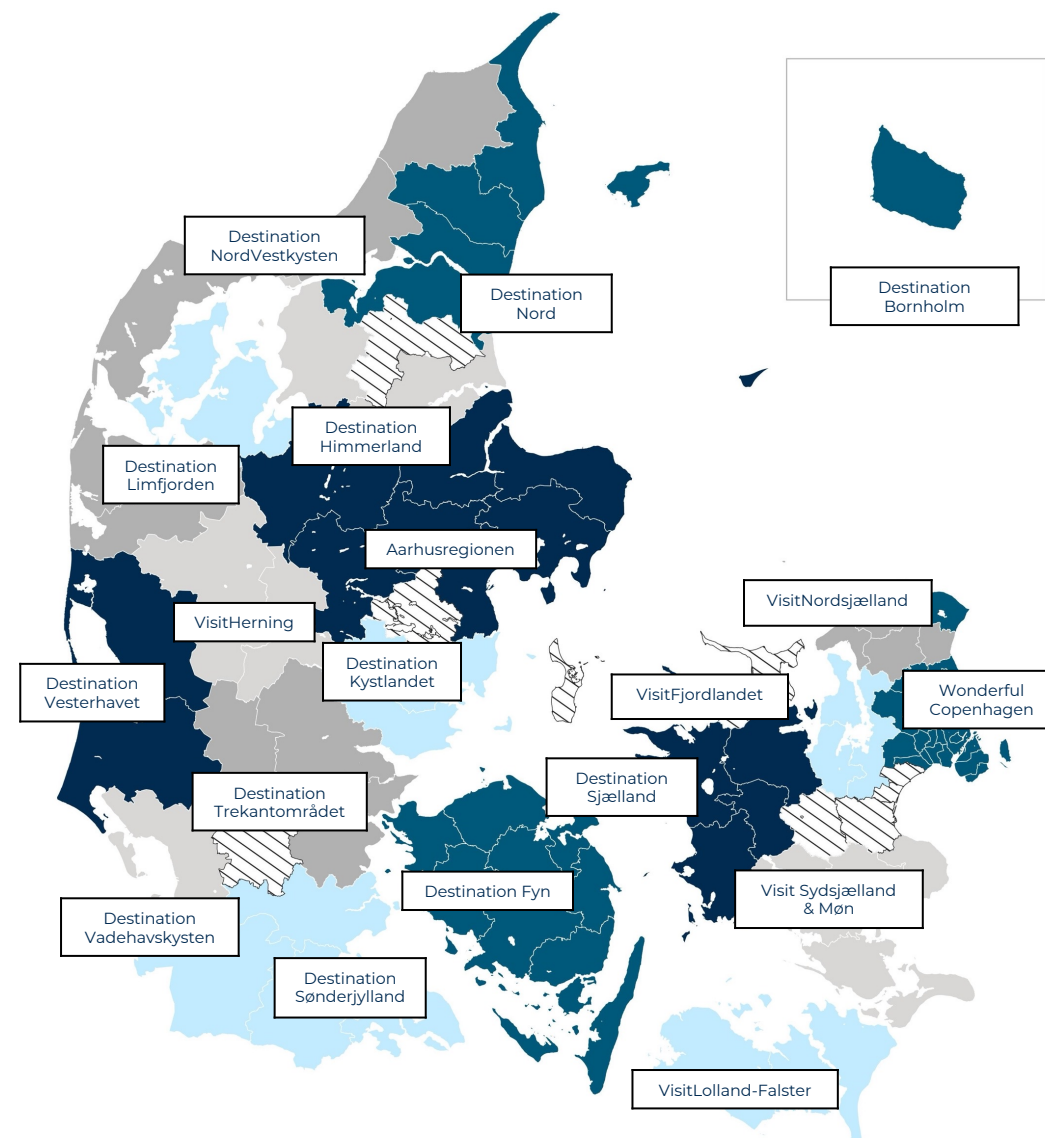 Destination
NordVestkysten
Destination
Nord
Destination
Bornholm
Destination
Himmerland
Destination
Limfjorden
Aarhusregionen
VisitNordsjælland
VisitHerning
Destination
Kystlandet
Destination
Vesterhavet
VisitFjordlandet
Wonderful
Copenhagen
Destination
Trekantområdet
Destination
Sjælland
Destination Fyn
Visit Sydsjælland
& Møn
Destination
Vadehavskysten
Destination
Sønderjylland
VisitLolland-Falster